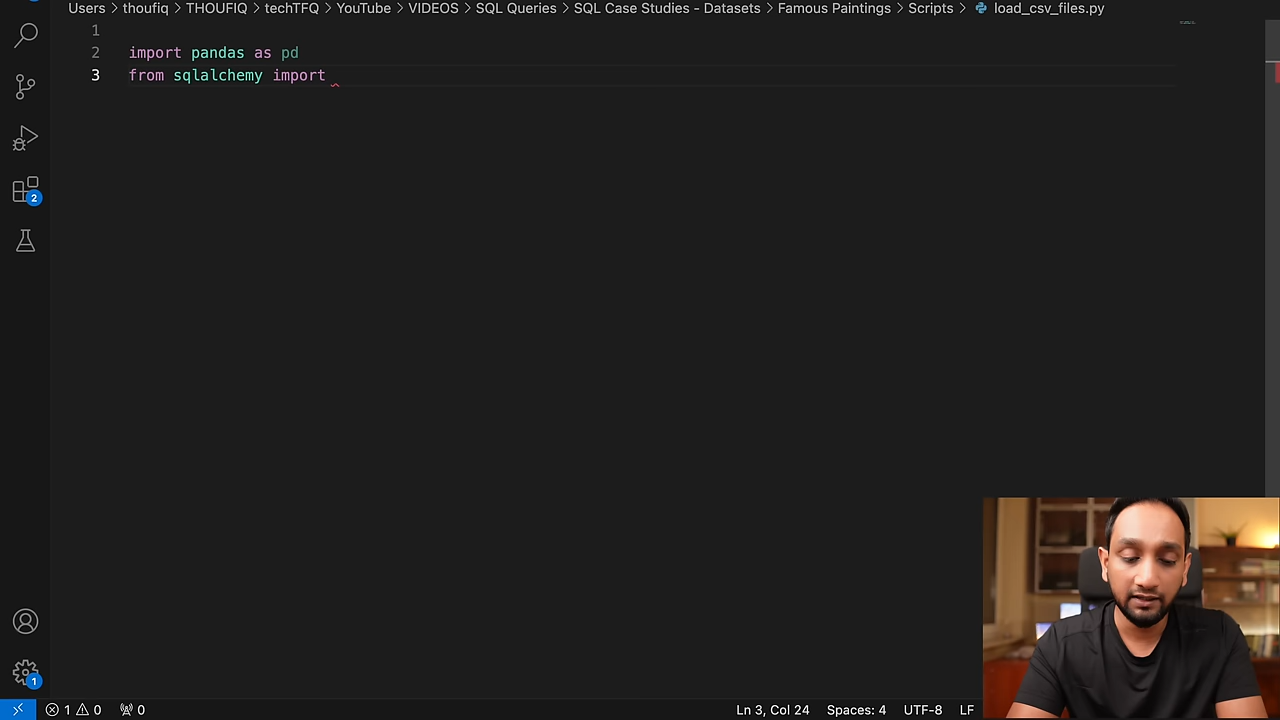 Users > thoufiq > THOUFIQ > techTFQ > YouTube > VIDEOS > SQL Queries > SQL Case Studies - Datasets > Famous Paintings > Scripts > load_csv_files.py
1
2 import pandas as pd
3 from sqlalchemy import
2
1
1 0 0 Ln 3, Col 24 Spaces: 4 UTF-8 LF